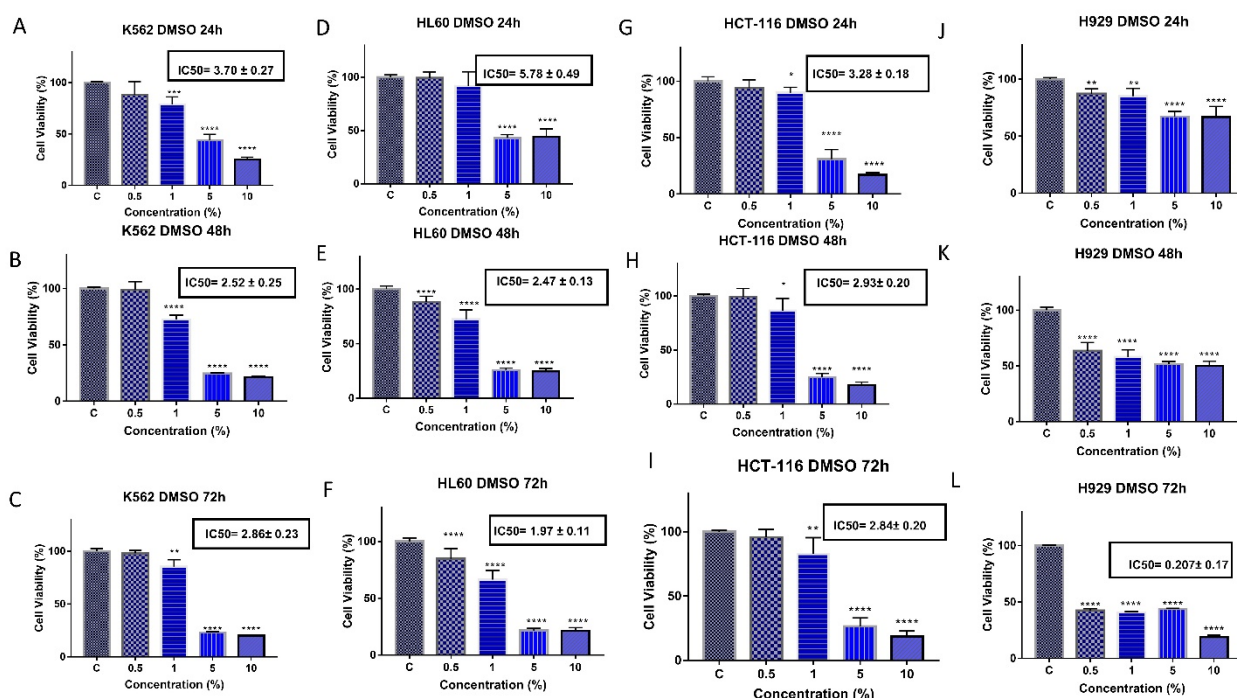 A
K562 DMSO 24h
IC50= 3.70 ± 0.27
Cell Viability (%)
100
50
0
***
****
****
C 0.5 1 5 10
Concentration (%)
B
K562 DMSO 48h
IC50= 2.52 ± 0.25
Cell Viability (%)
100
50
0
****
****
****
C 0.5 1 5 10
Concentration (%)
C
K562 DMSO 72h
IC50= 2.86± 0.23
Cell Viability (%)
100
50
0
**
****
****
C 0.5 1 5 10
Concentration (%)
D
HL60 DMSO 24h
IC50= 5.78 ± 0.49
Cell Viability (%)
100
50
0
****
****
C 0.5 1 5 10
Concentration (%)
E
HL60 DMSO 48h
IC50= 2.47 ± 0.13
Cell Viability (%)
100
50
0
****
****
****
****
C 0.5 1 5 10
Concentration (%)
F
HL60 DMSO 72h
IC50= 1.97 ± 0.11
Cell Viability (%)
100
50
0
****
****
****
****
C 0.5 1 5 10
Concentration (%)
G
HCT-116 DMSO 24h
IC50= 3.28 ± 0.18
Cell Viability (%)
100
50
0
*
****
****
C 0.5 1 5 10
Concentration (%)
H
HCT-116 DMSO 48h
IC50= 2.93± 0.20
Cell Viability (%)
100
50
0
*
****
****
C 0.5 1 5 10
Concentration (%)
I
HCT-116 DMSO 72h
IC50= 2.84± 0.20
Cell Viability (%)
100
50
0
**
****
****
C 0.5 1 5 10
Concentration (%)
J
H929 DMSO 24h
Cell Viability (%)
100
50
0
**
**
****
****
C 0.5 1 5 10
Concentration (%)
K
H929 DMSO 48h
Cell Viability (%)
100
50
0
****
****
****
****
C 0.5 1 5 10
Concentration (%)
L
H929 DMSO 72h
IC50= 0.207± 0.17
Cell Viability (%)
100
50
0
****
****
****
****
C 0.5 1 5 10
Concentration (%)